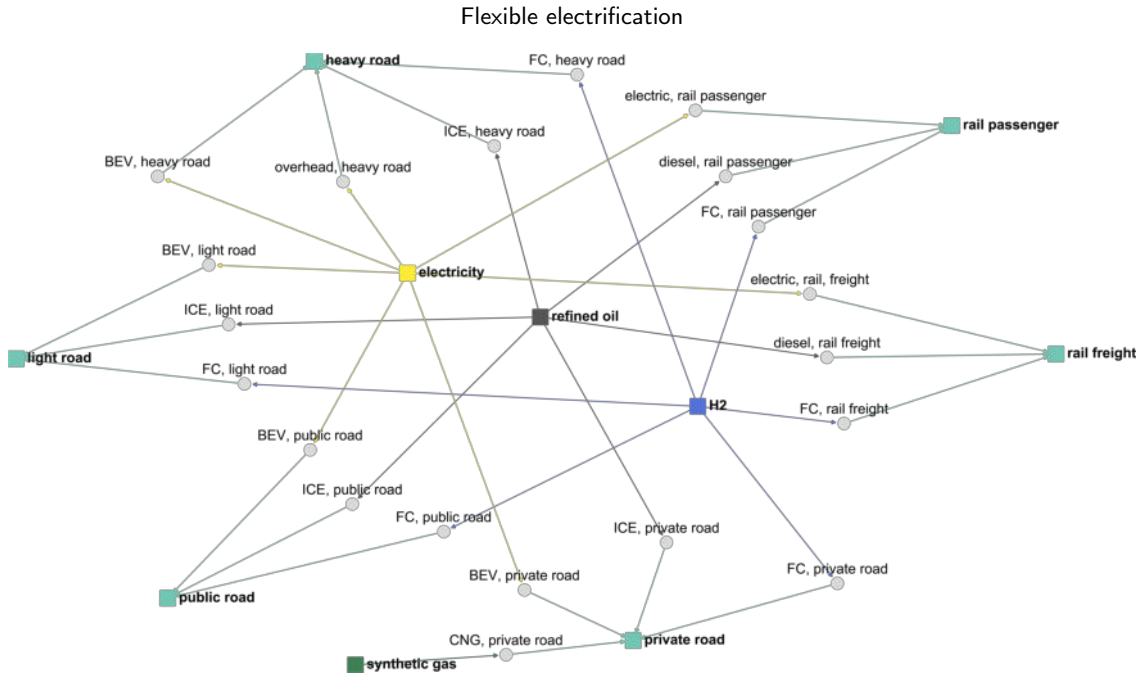 Flexible electrification
heavy road
FC, heavy road
electric, rail passenger
rail passenger
ICE, heavy road
BEV, heavy road
overhead, heavy road
diesel, rail passenger
FC, rail passenger
BEV, light road
electricity
electric, rail, freight
ICE, light road
refined oil
diesel, rail freight
light road
rail freight
FC, light road
H2
FC, rail freight
BEV, public road
ICE, public road
FC, public road
ICE, private road
BEV, private road
FC, private road
public road
CNG, private road
private road
synthetic gas